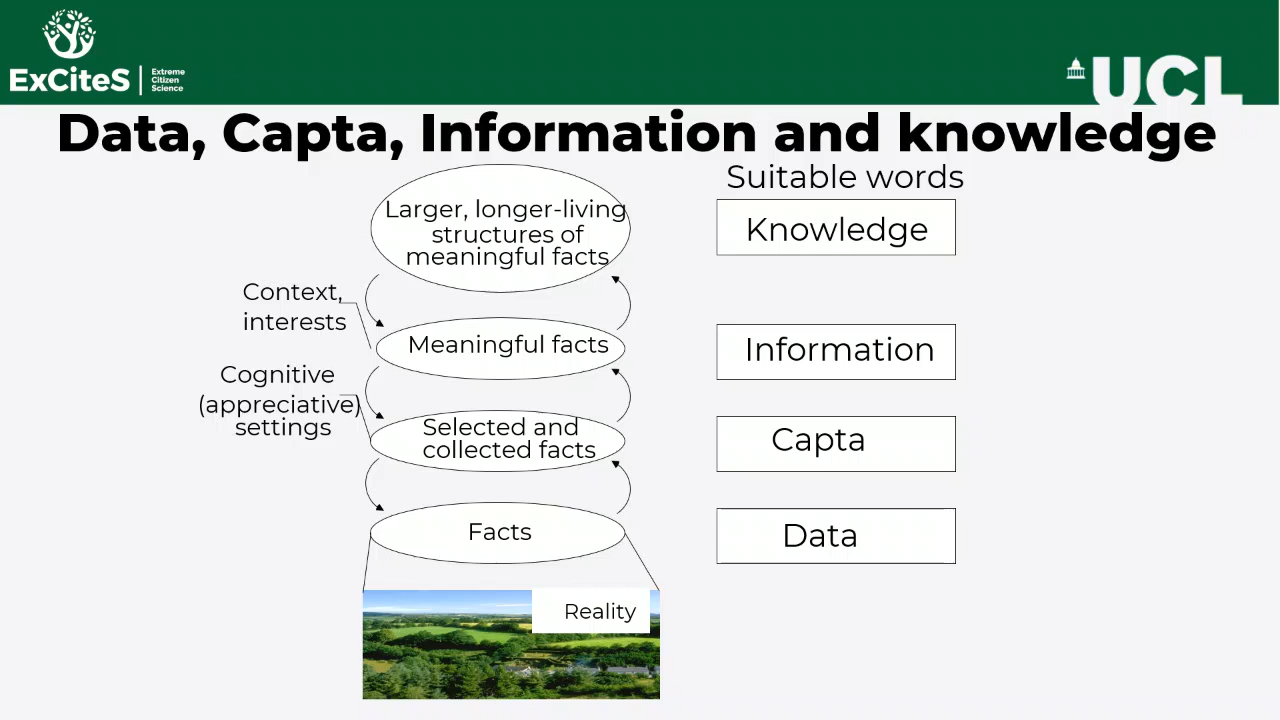 ExCiteS
Extreme
Citizen
Science
UCL
Data, Capta, Information and knowledge
Suitable words
Larger, longer-living
structures of
meaningful facts
Knowledge
Context,
interests
Meaningful facts
Information
Cognitive
(appreciative)
settings
Selected and
collected facts
Capta
Facts
Data
Reality